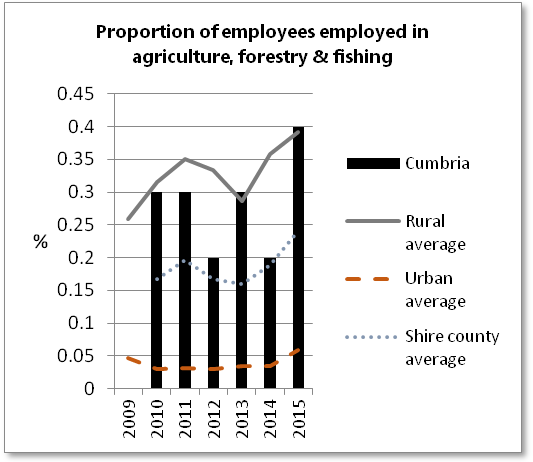 Proportion of employees employed in
agriculture, forestry & fishing
0.45
0.4
0.35
0.3
0.25
0.2
0.15
0.1
0.05
0
%
2009
2010
2011
2012
2013
2014
2015
Cumbria
Rural
average
Urban
average
Shire county
average